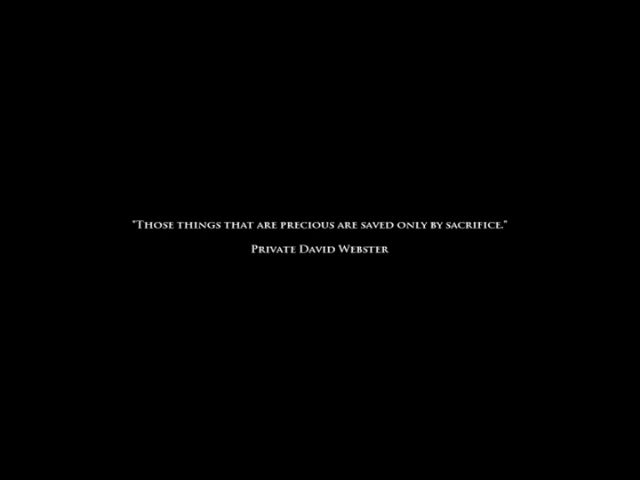 "Those things that are precious are saved only by sacrifice."
Private David Webster